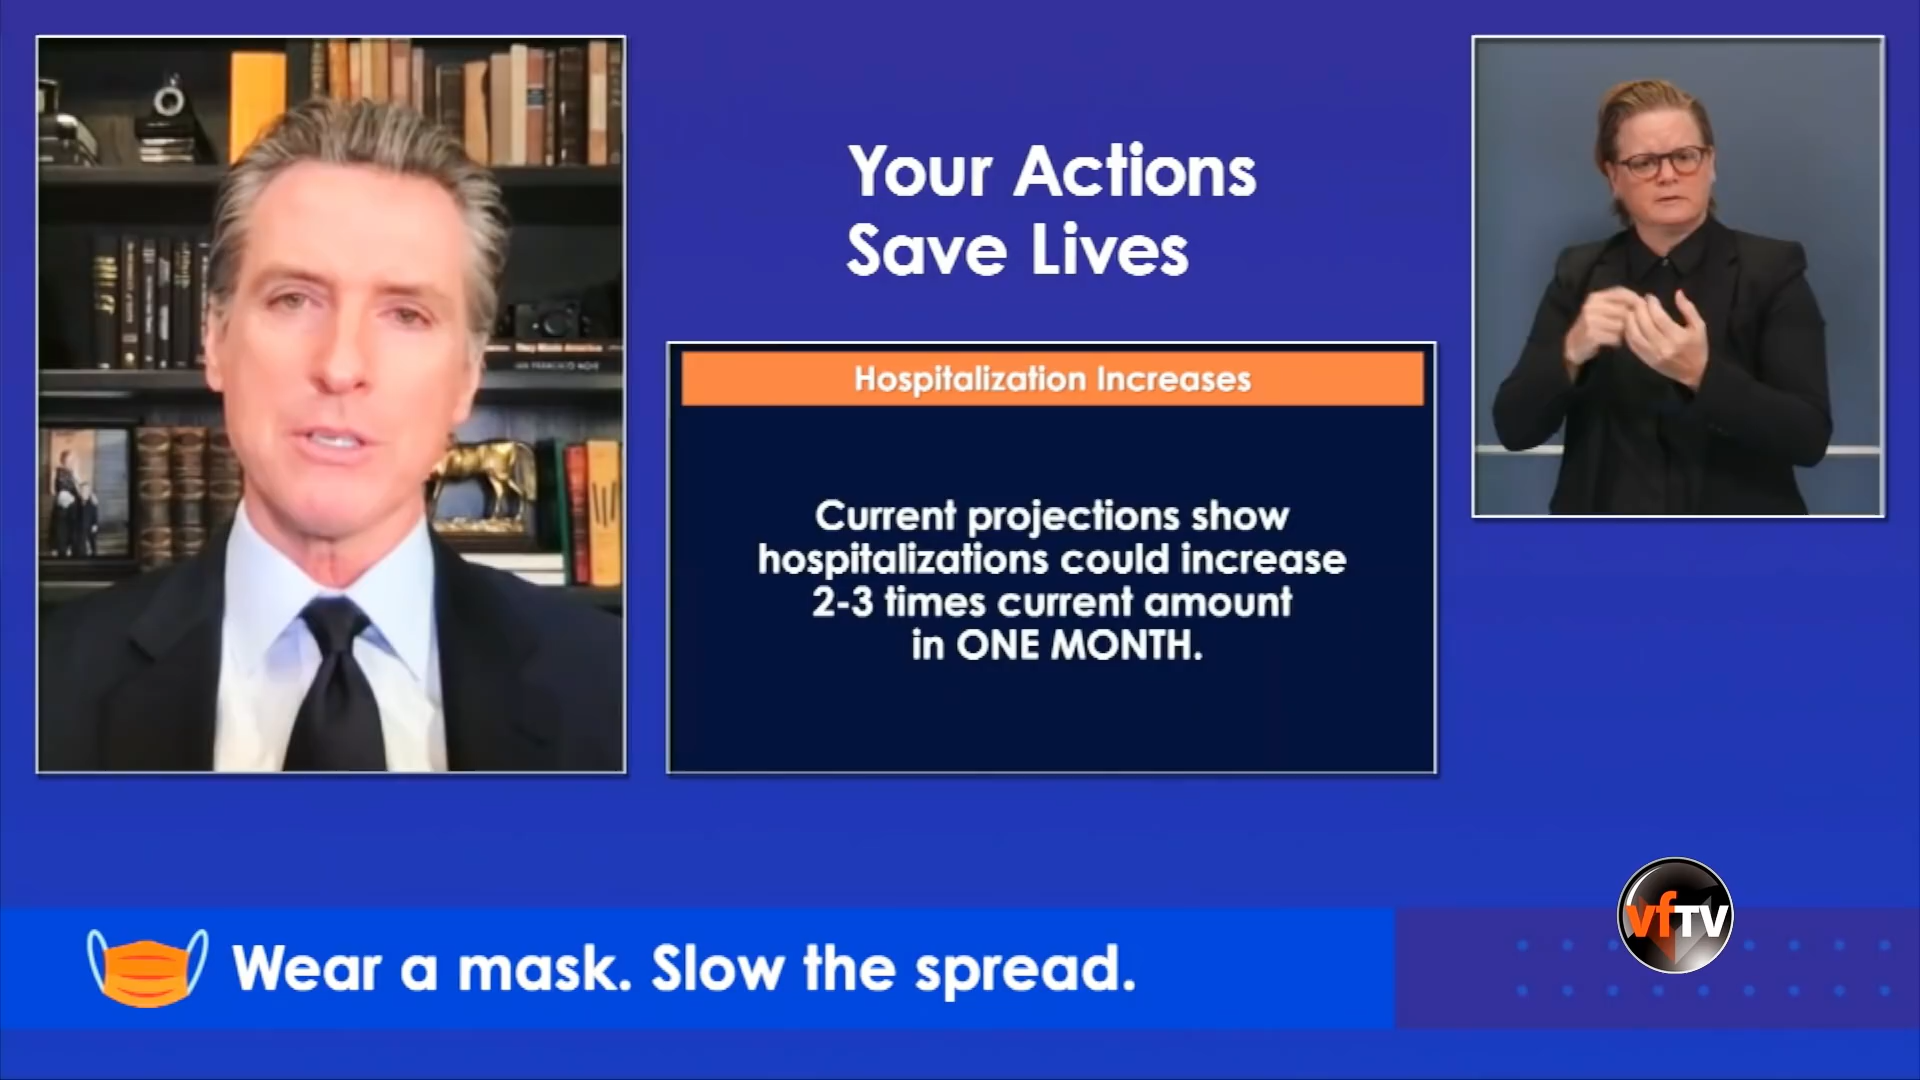 Your Actions
Save Lives
Hospitalization Increases
Current projections show
hospitalizations could increase
2-3 times current amount
in ONE MONTH.
Wear a mask. Slow the spread.
vfTV